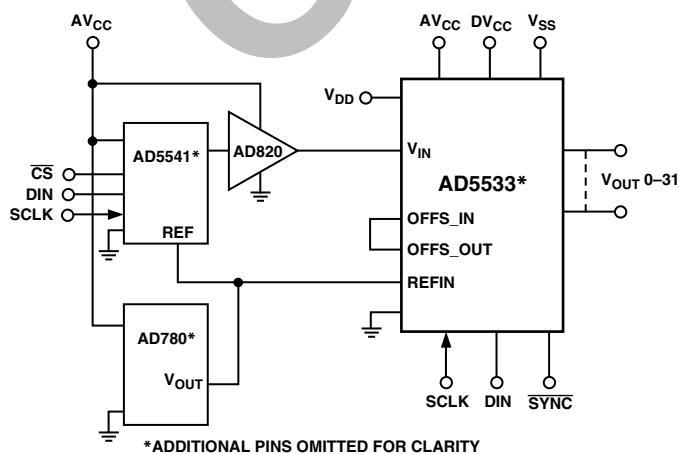 AVCC
AVCC DVCC VSS
VDD
AD5541*
AD820
VIN
CS
DIN
SCLK
AD5533*
VOUT 0–31
OFFS_IN
REF
OFFS_OUT
REFIN
AD780*
VOUT
SCLK DIN SYNC
*ADDITIONAL PINS OMITTED FOR CLARITY